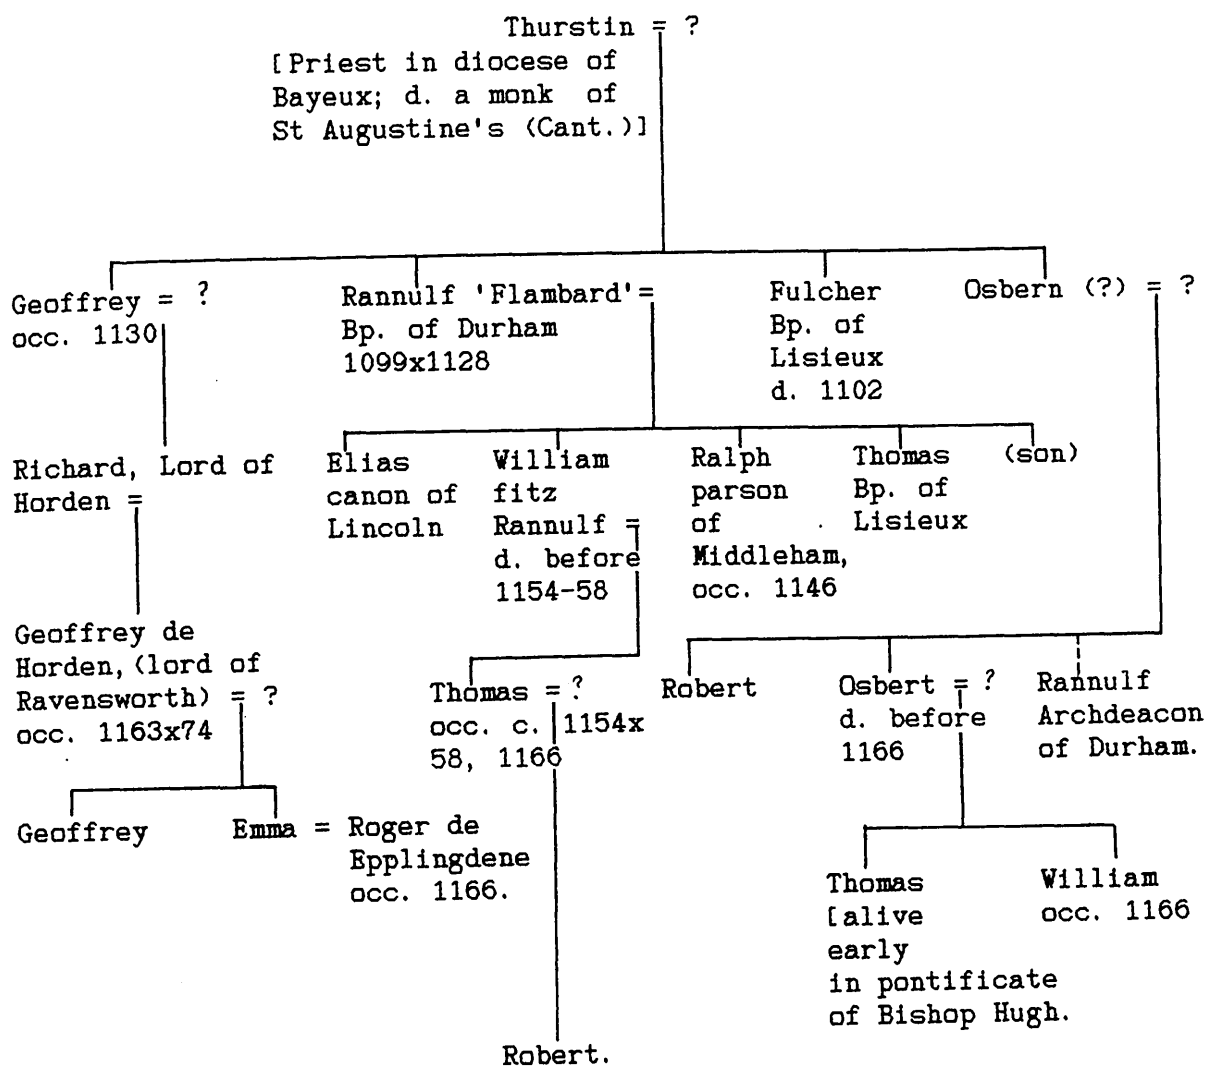 Thurstin = ?
[Priest in diocese of
Bayeux; d. a monk of
St Augustine's (Cant.)]
Geoffrey = ?
occ. 1130
Rannulf 'Flambard'=
Bp. of Durham
1099x1128
Fulcher
Bp. of
Lisieux
d. 1102
Osbern (?) = ?
Richard, Lord of
Horden =
Elias
canon of
Lincoln
William
fitz
Rannulf =
d. before
1154-58
Ralph
parson
of
Middleham,
occ. 1146
Thomas
Bp. of
Lisieux
(son)
Geoffrey de
Horden, (lord of
Ravensworth) = ?
occ. 1163x74
Thomas = ?
occ. c. 1154x
58, 1166
Robert
Osbert = ?
d. before
1166
Rannulf
Archdeacon
of Durham.
Geoffrey
Emma = Roger de
Epplingdene
occ. 1166.
Thomas
[alive
early
in pontificate
of Bishop Hugh.
William
occ. 1166
Robert.